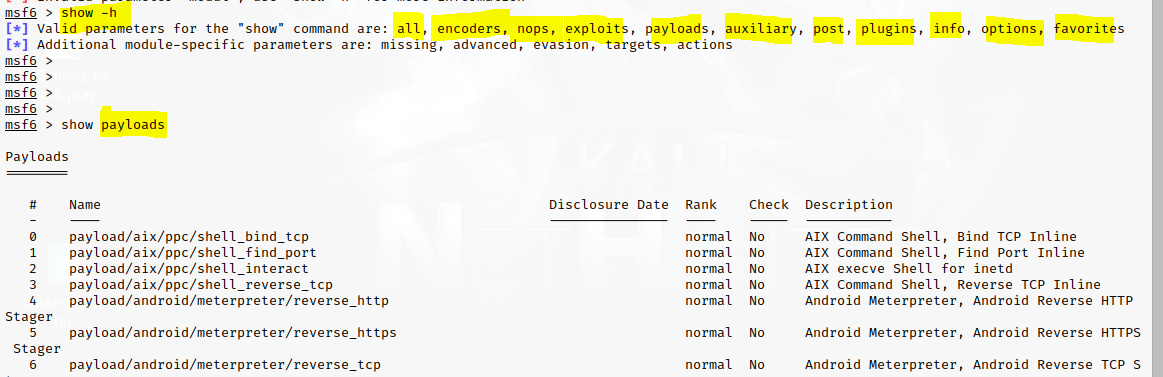 msf6 > show -h
[*] Valid parameters for the "show" command are: all, encoders, nops, exploits, payloads, auxiliary, post, plugins, info, options, favorites
[*] Additional module-specific parameters are: missing, advanced, evasion, targets, actions
msf6 >
msf6 >
msf6 >
msf6 >
msf6 > show payloads
Payloads
========
# Name Disclosure Date Rank Check Description
- ---- --------------- ---- ----- -----------
0 payload/aix/ppc/shell_bind_tcp normal No AIX Command Shell, Bind TCP Inline
1 payload/aix/ppc/shell_find_port normal No AIX Command Shell, Find Port Inline
2 payload/aix/ppc/shell_interact normal No AIX execve Shell for inetd
3 payload/aix/ppc/shell_reverse_tcp normal No AIX Command Shell, Reverse TCP Inline
4 payload/android/meterpreter/reverse_http normal No Android Meterpreter, Android Reverse HTTP
Stager
5 payload/android/meterpreter/reverse_https normal No Android Meterpreter, Android Reverse HTTPS
Stager
6 payload/android/meterpreter/reverse_tcp normal No Android Meterpreter, Android Reverse TCP S